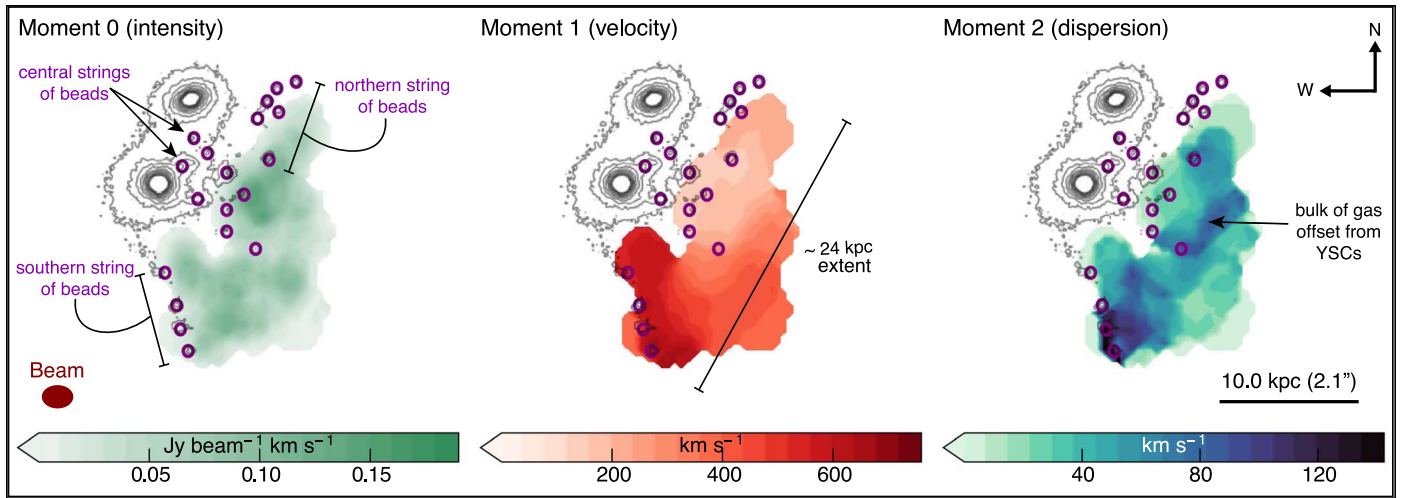 Moment 0 (intensity)
central strings
of beads
northern string
of beads
southern string
of beads
Beam
Jy beam⁻¹ km s⁻¹
0.05 0.10 0.15
Moment 1 (velocity)
~ 24 kpc
extent
km s⁻¹
200 400 600
Moment 2 (dispersion)
N
W
bulk of gas
offset from
YSCs
10.0 kpc (2.1”)
km s⁻¹
40 80 120